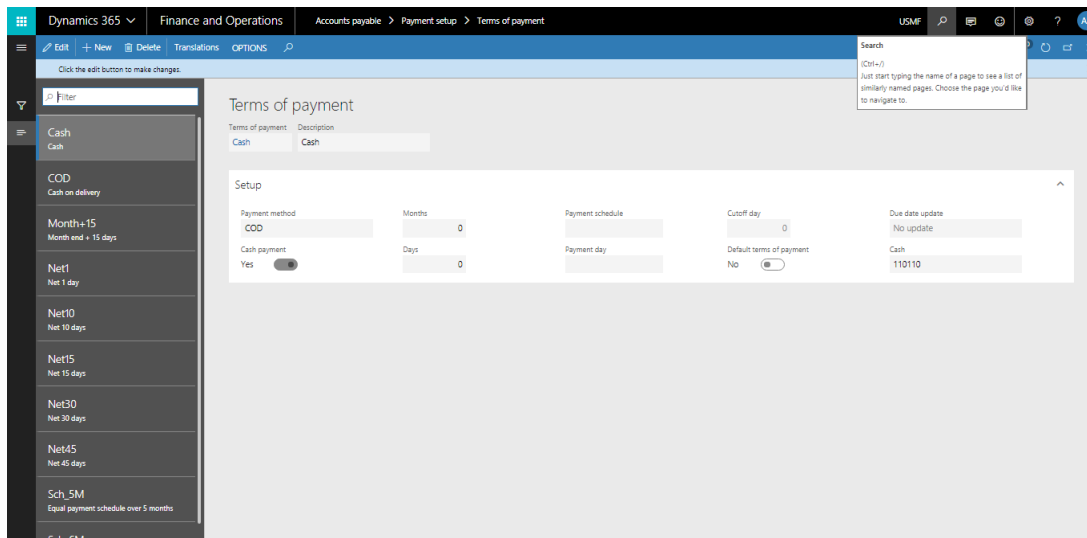 Dynamics 365 Finance and Operations Accounts payable > Payment setup > Terms of payment USMF ?
Edit + New Delete Translations OPTIONS
Click the edit button to make changes.
Search
(Ctrl+/)
Just start typing the name of a page to see a list of
similarly named pages. Choose the page you'd like
to navigate to.
Filter
Cash
Cash
COD
Cash on delivery
Month+15
Month end + 15 days
Net1
Net 1 day
Net10
Net 10 days
Net15
Net 15 days
Net30
Net 30 days
Net45
Net 45 days
Sch_5M
Equal payment schedule over 5 months
Terms of payment
Terms of payment Description
Cash Cash
Setup
Payment method Months Payment schedule Cutoff day Due date update
COD 0 0 No update
Cash payment Days Payment day Default terms of payment Cash
Yes 0 No 110110